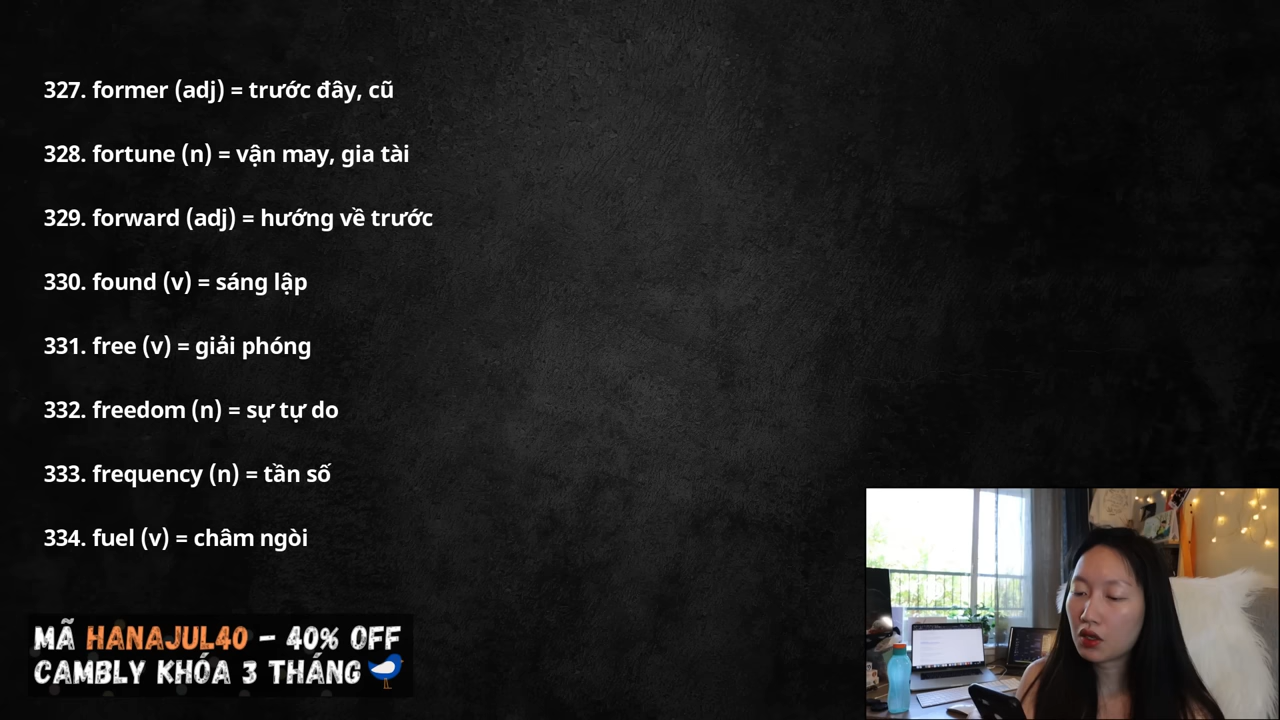 327. former (adj) = trước đây, cũ
328. fortune (n) = vận may, gia tài
329. forward (adj) = hướng về trước
330. found (v) = sáng lập
331. free (v) = giải phóng
332. freedom (n) = sự tự do
333. frequency (n) = tần số
334. fuel (v) = châm ngòi
MÃ HANAJUL40 – 40% OFF
CAMBLY KHÓA 3 THÁNG